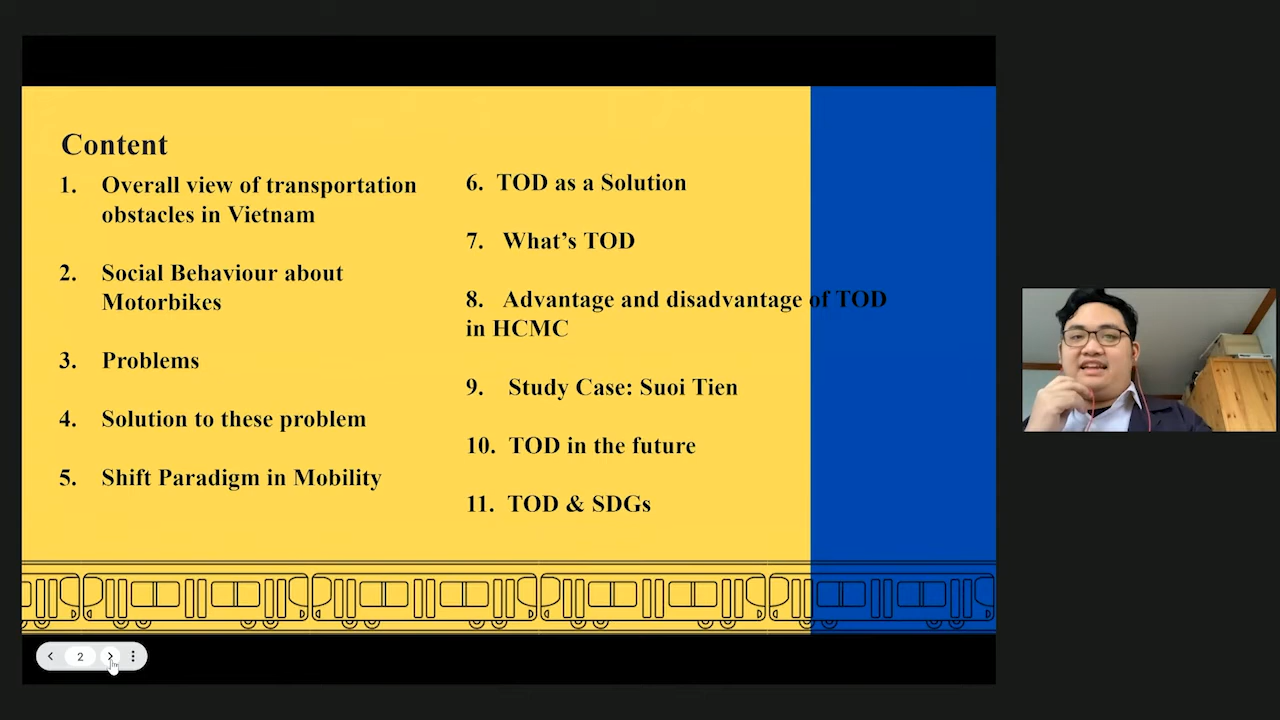 Content
1. Overall view of transportation
obstacles in Vietnam
2. Social Behaviour about
Motorbikes
3. Problems
4. Solution to these problem
5. Shift Paradigm in Mobility
6. TOD as a Solution
7. What’s TOD
8. Advantage and disadvantage of TOD
in HCMC
9. Study Case: Suoi Tien
10. TOD in the future
11. TOD & SDGs
2